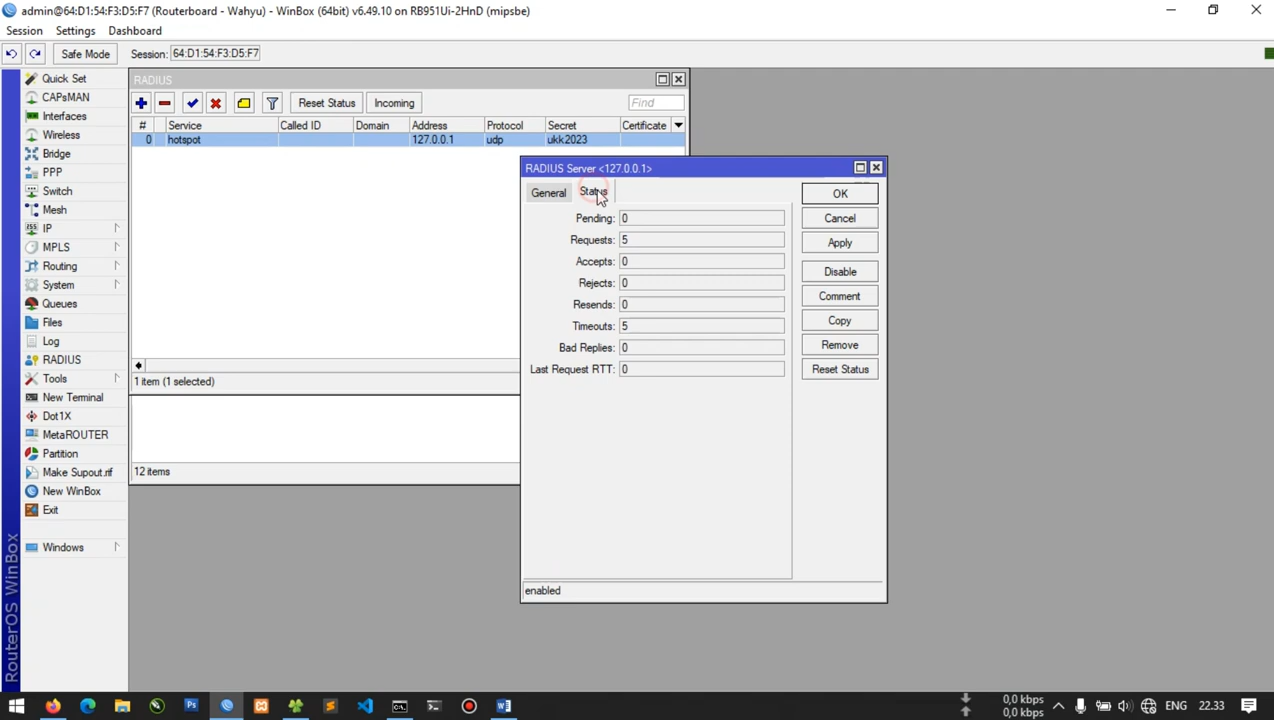 admin@64:D1:54:F3:D5:F7 (Routerboard - Wahyu) - WinBox (64bit) v6.49.10 on RB951Ui-2HnD (mipsbe)
Session Settings Dashboard
Safe Mode Session: 64:D1:54:F3:D5:F7
Quick Set
CAPsMAN
Interfaces
Wireless
Bridge
PPP
Switch
Mesh
IP
MPLS
Routing
System
Queues
Files
Log
RADIUS
Tools
New Terminal
Dot1X
MetaROUTER
Partition
Make Supout.rif
New WinBox
Exit
Windows
RouterOS WinBox
RADIUS
Reset Status Incoming Find
# Service Called ID Domain Address Protocol Secret Certificate
0 hotspot 127.0.0.1 udp ukk2023
1 item (1 selected)
12 items
RADIUS Server <127.0.0.1>
General Status
Pending: 0
Requests: 5
Accepts: 0
Rejects: 0
Resends: 0
Timeouts: 5
Bad Replies: 0
Last Request RTT: 0
OK
Cancel
Apply
Disable
Comment
Copy
Remove
Reset Status
enabled
0,0 kbps
0,0 kbps
ENG 22.33